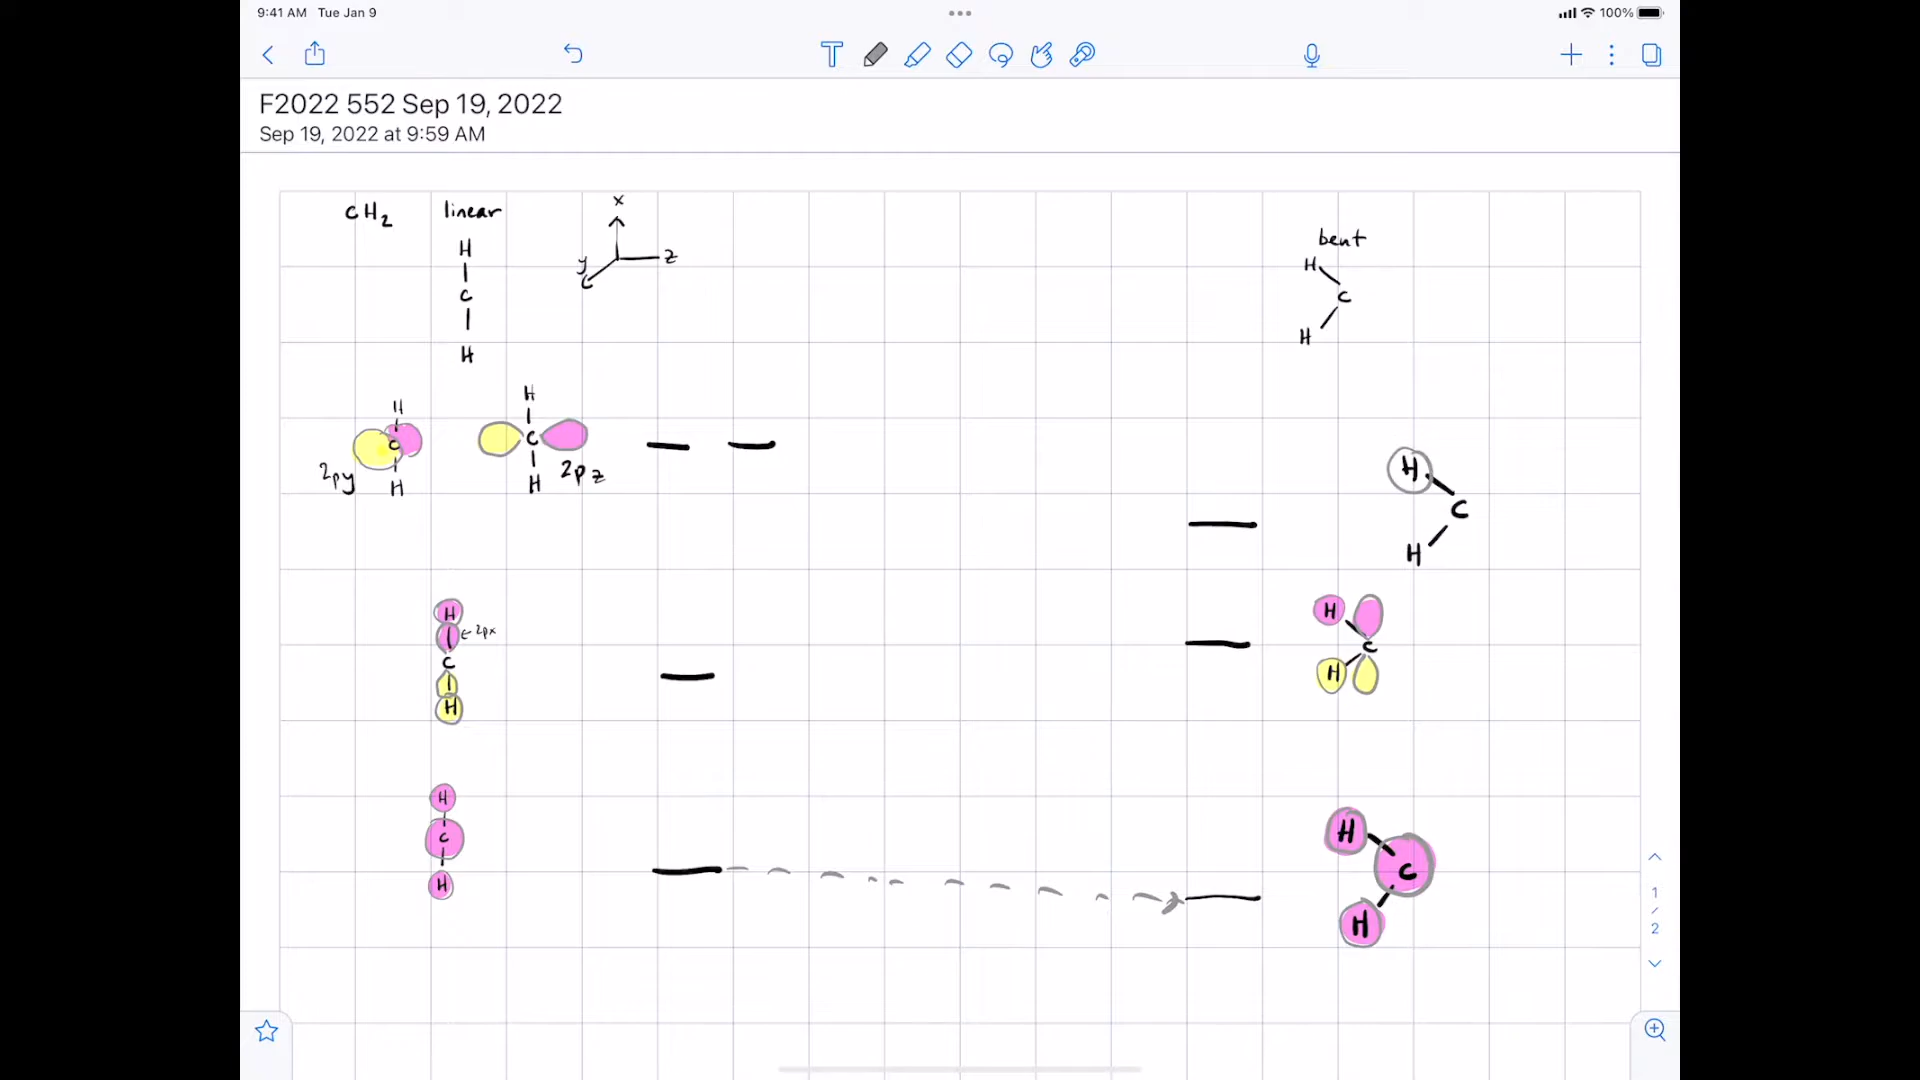 9:41 AM Tue Jan 9
100%
T
F2022 552 Sep 19, 2022
Sep 19, 2022 at 9:59 AM
CH2 linear
H
C
H
x
y
z
bent
H
C
H
H
C
H
2py
H
C
H
2pz
H
C
H
H
←2px
C
H
H
C
H
H
C
H
H
C
H
1
/
2